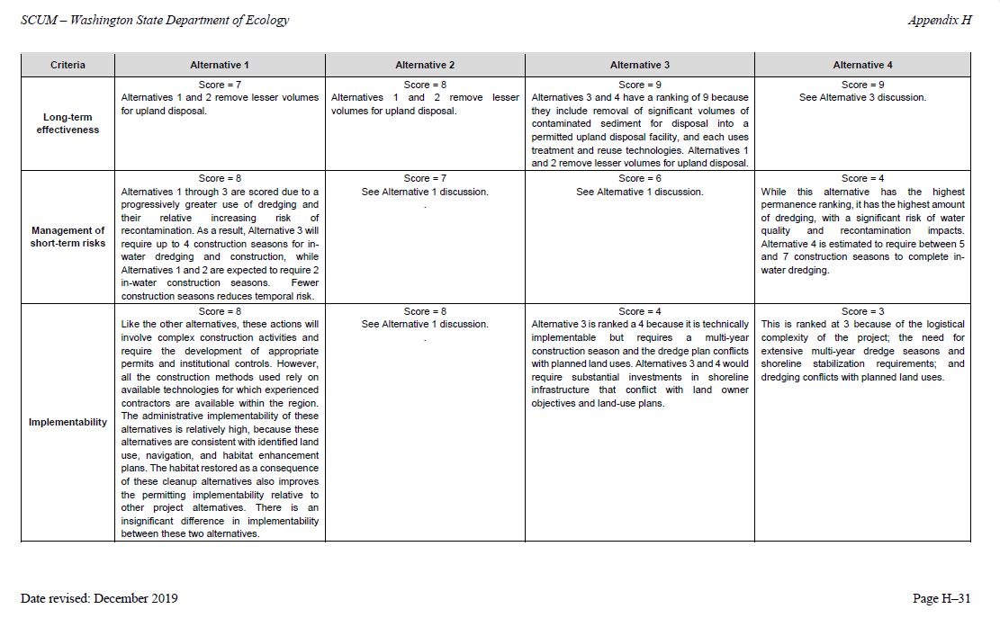 SCUM – Washington State Department of Ecology
Appendix H
Criteria
Alternative 1
Alternative 2
Alternative 3
Alternative 4
Long-term
effectiveness
Score = 7
Alternatives 1 and 2 remove lesser volumes
for upland disposal.
Score = 8
Alternatives 1 and 2 remove lesser
volumes for upland disposal.
Score = 9
Alternatives 3 and 4 have a ranking of 9 because
they include removal of significant volumes of
contaminated sediment for disposal into a
permitted upland disposal facility, and each uses
treatment and reuse technologies. Alternatives 1
and 2 remove lesser volumes for upland disposal.
Score = 9
See Alternative 3 discussion.
Management of
short-term risks
Score = 8
Alternatives 1 through 3 are scored due to a
progressively greater use of dredging and
their relative increasing risk of
recontamination. As a result, Alternative 3 will
require up to 4 construction seasons for in-
water dredging and construction, while
Alternatives 1 and 2 are expected to require 2
in-water construction seasons. Fewer
construction seasons reduces temporal risk.
Score = 7
See Alternative 1 discussion.
.
Score = 6
See Alternative 1 discussion.
Score = 4
While this alternative has the highest
permanence ranking, it has the highest amount
of dredging, with a significant risk of water
quality and recontamination impacts.
Alternative 4 is estimated to require between 5
and 7 construction seasons to complete in-
water dredging.
Implementability
Score = 8
Like the other alternatives, these actions will
involve complex construction activities and
require the development of appropriate
permits and institutional controls. However,
all the construction methods used rely on
available technologies for which experienced
contractors are available within the region.
The administrative implementability of these
alternatives is relatively high, because these
alternatives are consistent with identified land
use, navigation, and habitat enhancement
plans. The habitat restored as a consequence
of these cleanup alternatives also improves
the permitting implementability relative to
other project alternatives. There is an
insignificant difference in implementability
between these two alternatives.
Score = 8
See Alternative 1 discussion.
.
Score = 4
Alternative 3 is ranked a 4 because it is technically
implementable but requires a multi-year
construction season and the dredge plan conflicts
with planned land uses. Alternatives 3 and 4 would
require substantial investments in shoreline
infrastructure that conflict with land owner
objectives and land-use plans.
Score = 3
This is ranked at 3 because of the logistical
complexity of the project; the need for
extensive multi-year dredge seasons and
shoreline stabilization requirements; and
dredging conflicts with planned land uses.
Date revised: December 2019
Page H–31